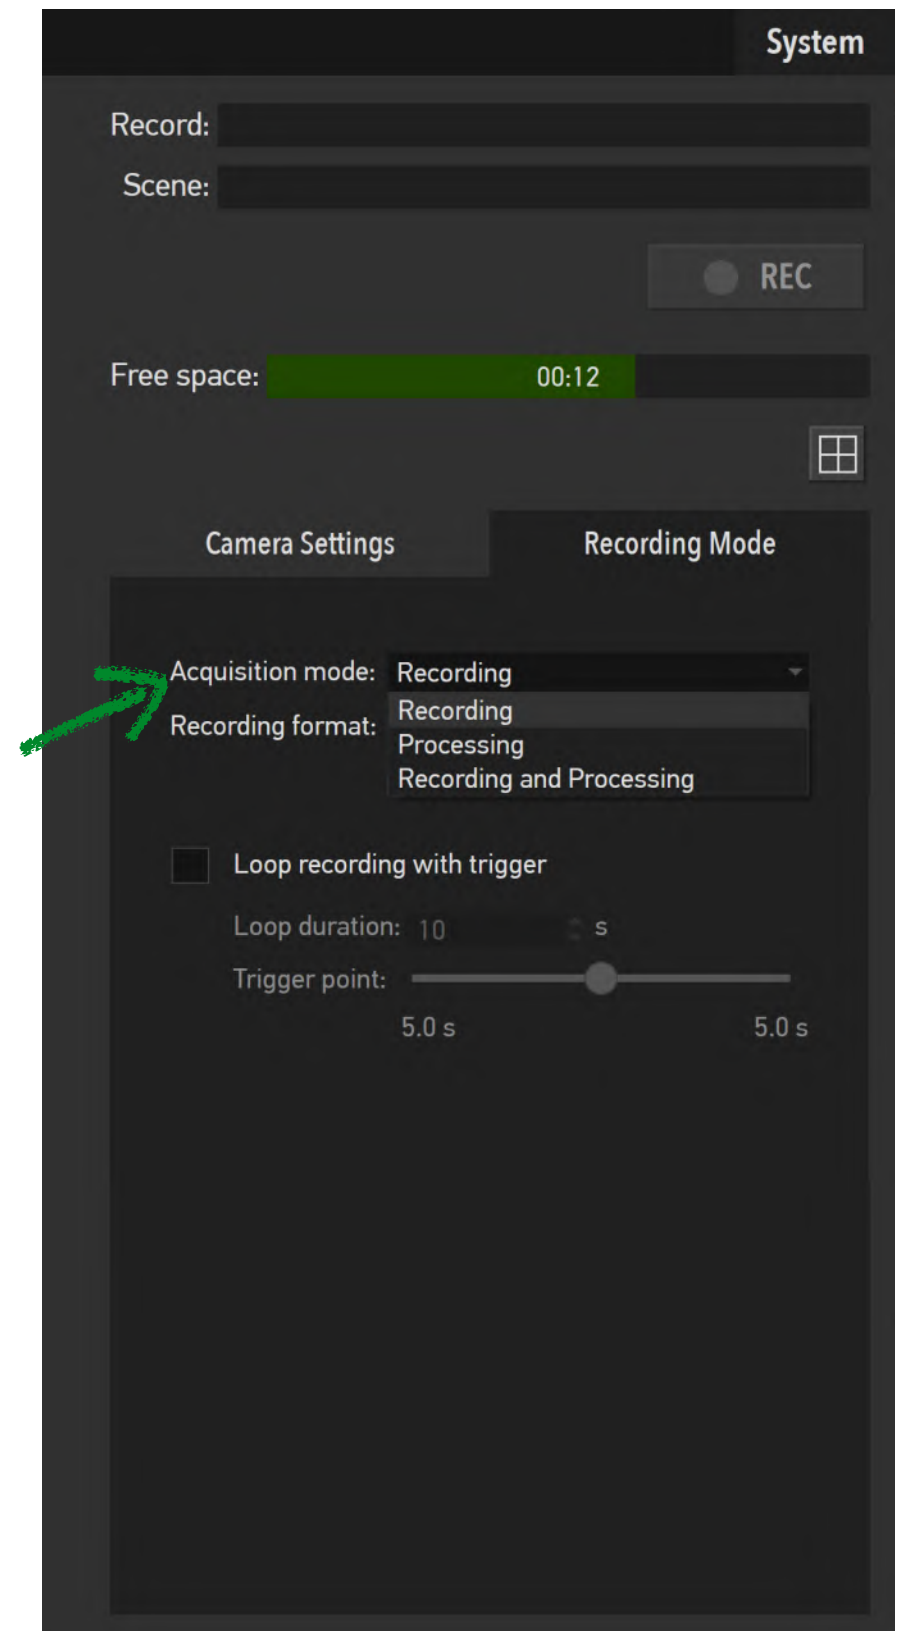 System
Record:
Scene:
REC
Free space: 00:12
Camera Settings Recording Mode
Acquisition mode: Recording
Recording
Recording format:
Processing
Recording and Processing
Loop recording with trigger
Loop duration: 10 s
Trigger point:
5.0 s 5.0 s